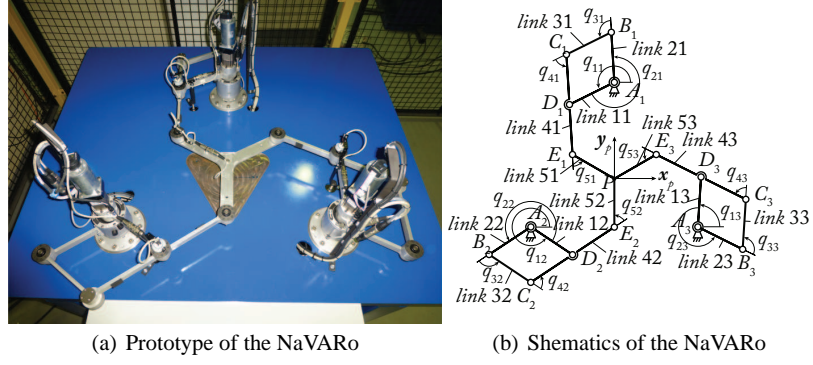 link 31
q31
B1
C1
link 21
q41
q11
q21
A1
D1
link 11
link 41
yp
link 53
E3
link 43
E1
q53
D3
link 51
q51
P
xp
q43
link 52
link 13
C3
q22
q52
A2
link 12
A3
q13
link 33
link 22
E2
q23
B2
q12
D2
link 42
q33
q32
link 23
B3
link 32
C2
q42
(a) Prototype of the NaVARo
(b) Shematics of the NaVARo